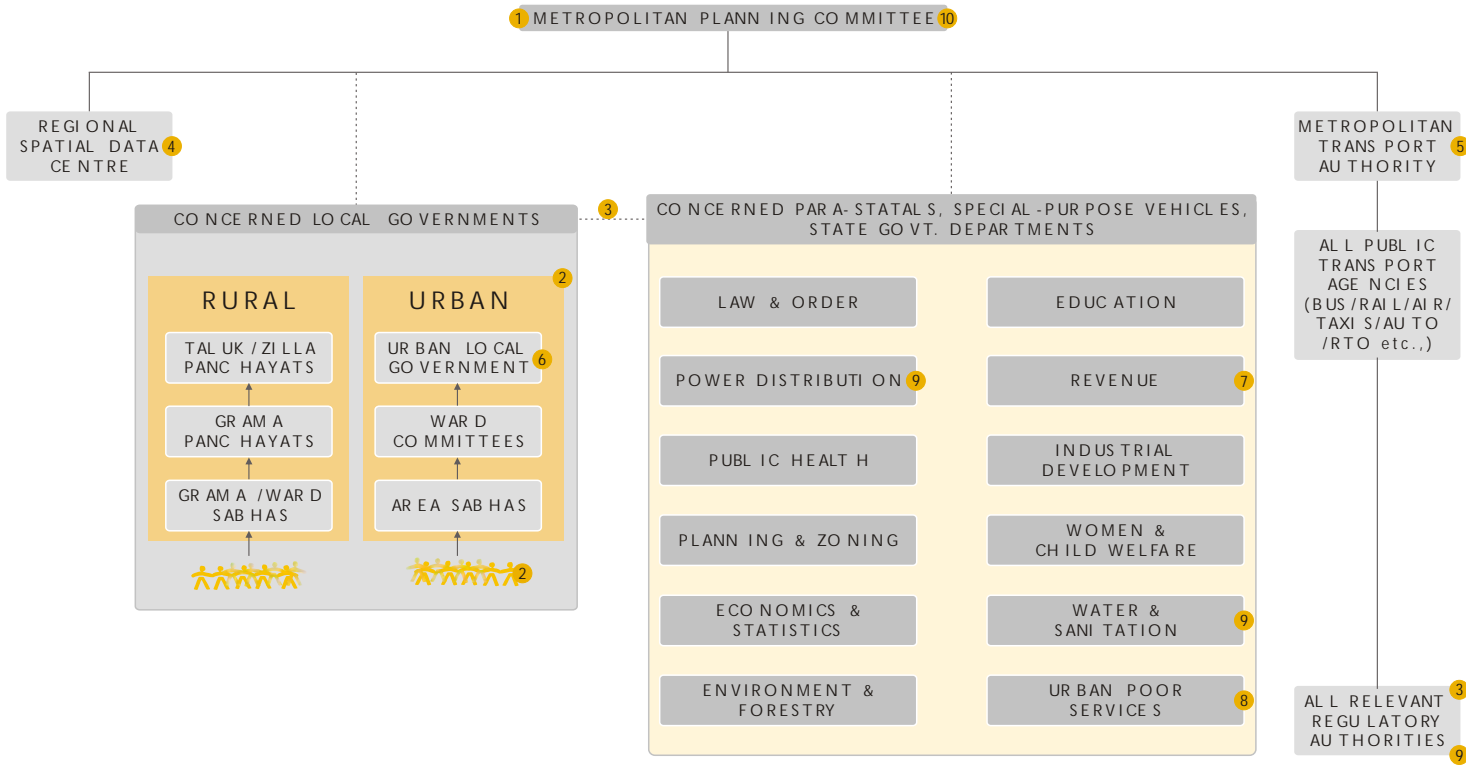 1 METROPOLITAN PLANNING COMMITTEE 10
REGIONAL
SPATIAL DATA 4
CENTRE
METROPOLITAN
TRANSPORT 5
AUTHORITY
CONCERNED LOCAL GOVERNMENTS
3
CONCERNED PARA-STATALS, SPECIAL-PURPOSE VEHICLES,
STATE GOVT. DEPARTMENTS
2
RURAL
TALUK/ZILLA
PANCHAYATS
GRAMA
PANCHAYATS
GRAMA /WARD
SABHAS
URBAN
URBAN LOCAL
GOVERNMENT 6
WARD
COMMITTEES
AREA SABHAS
2
LAW & ORDER
EDUCATION
POWER DISTRIBUTION 9
REVENUE 7
PUBLIC HEALTH
INDUSTRIAL
DEVELOPMENT
PLANNING & ZONING
WOMEN &
CHILD WELFARE
ECONOMICS &
STATISTICS
WATER &
SANITATION 9
ENVIRONMENT &
FORESTRY
URBAN POOR
SERVICES 8
ALL PUBLIC
TRANSPORT
AGENCIES
(BUS/RAIL/AIR/
TAXIS/AUTO
/RTO etc.,)
3
ALL RELEVANT
REGULATORY
AUTHORITIES
9